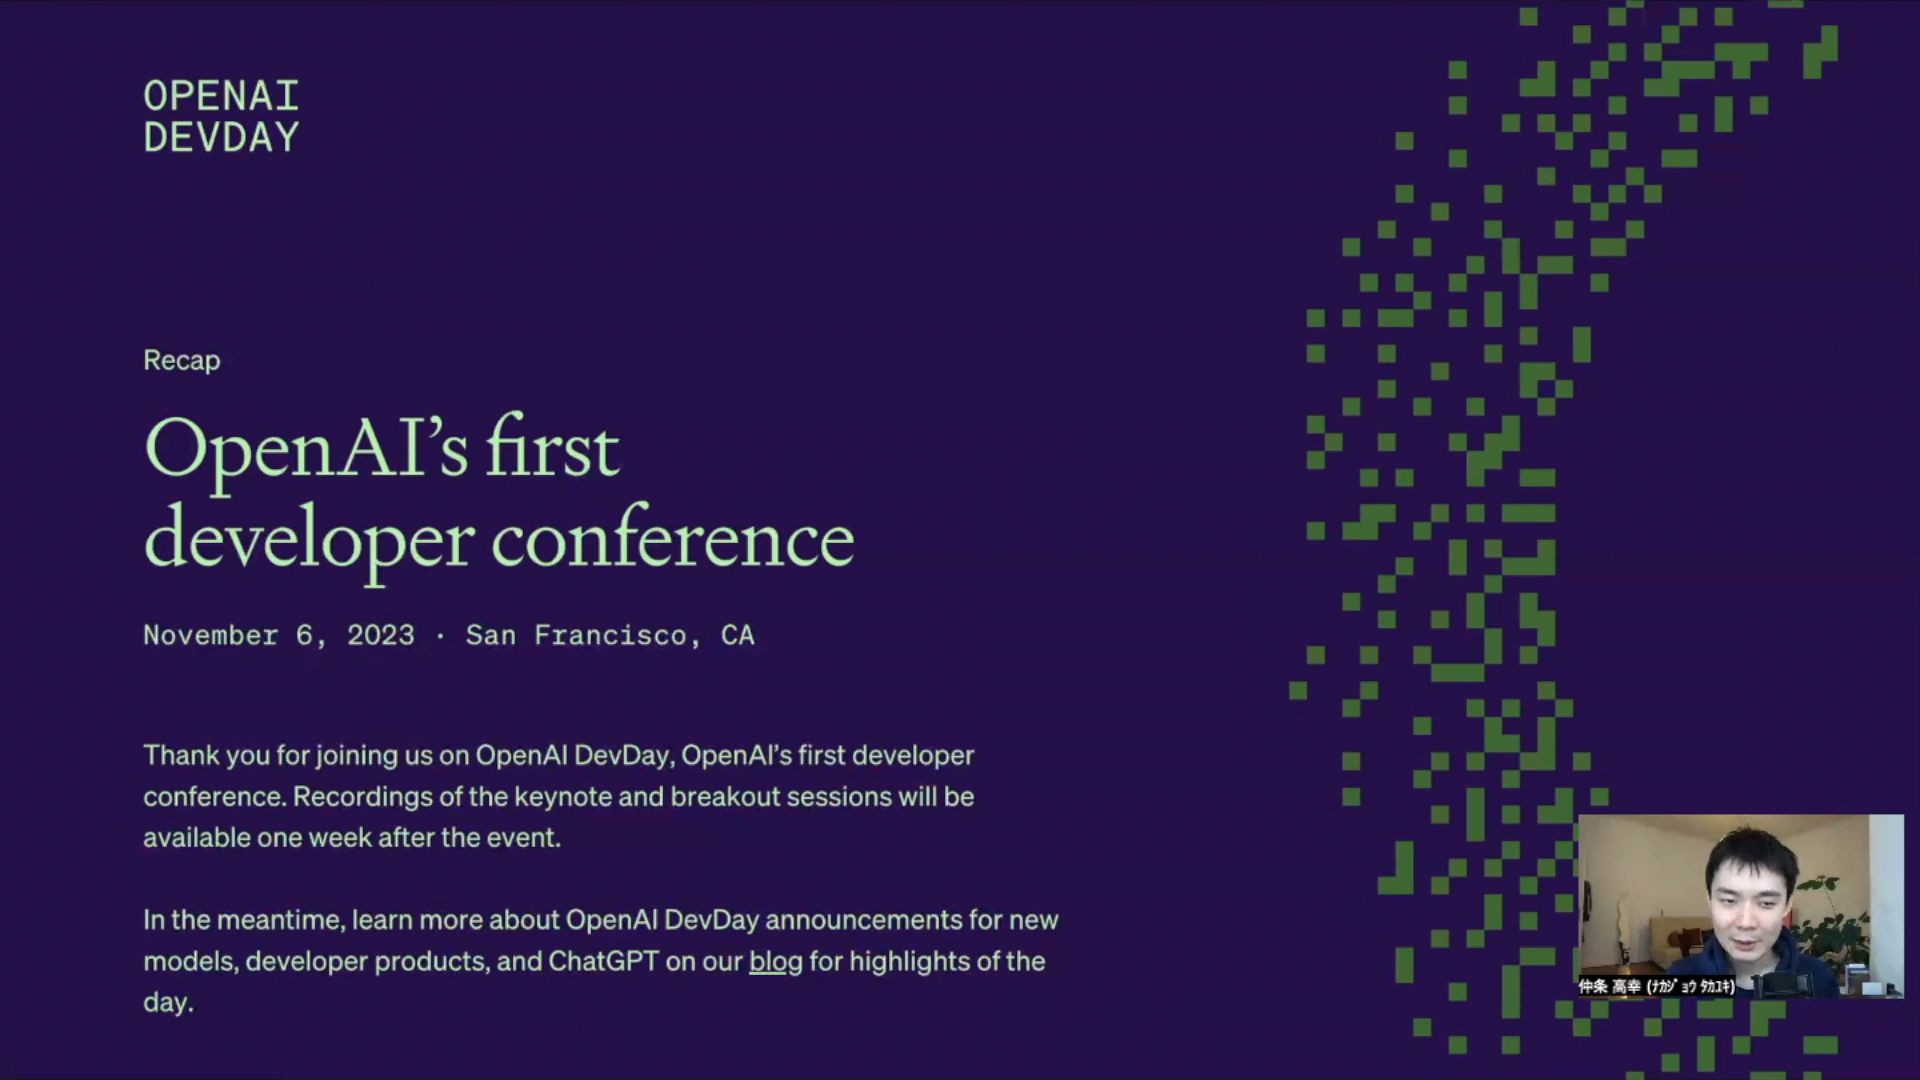 OPENAI
DEVDAY
Recap
OpenAI’s first
developer conference
November 6, 2023 · San Francisco, CA
Thank you for joining us on OpenAI DevDay, OpenAI’s first developer
conference. Recordings of the keynote and breakout sessions will be
available one week after the event.
In the meantime, learn more about OpenAI DevDay announcements for new
models, developer products, and ChatGPT on our blog for highlights of the
day.
仲条 高幸 (ﾅｶｼﾞｮｳ ﾀｶﾕｷ)